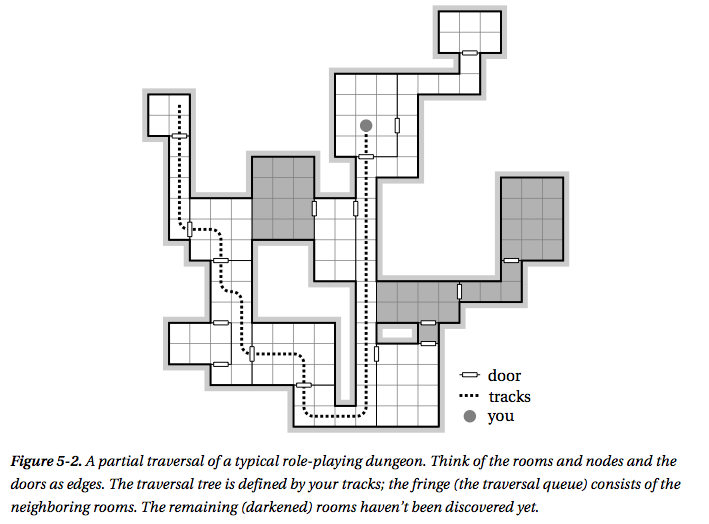 door
tracks
you
Figure 5-2. A partial traversal of a typical role-playing dungeon. Think of the rooms and nodes and the
doors as edges. The traversal tree is defined by your tracks; the fringe (the traversal queue) consists of the
neighboring rooms. The remaining (darkened) rooms haven’t been discovered yet.